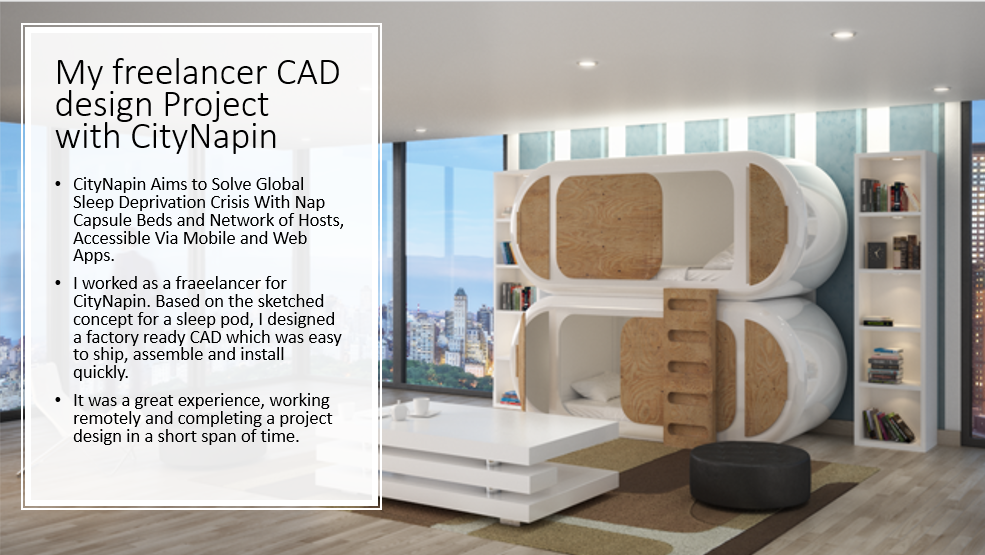 My freelancer CAD
design Project
with CityNapin
• CityNapin Aims to Solve Global
Sleep Deprivation Crisis With Nap
Capsule Beds and Network of Hosts,
Accessible Via Mobile and Web
Apps.
• I worked as a fraeelancer for
CityNapin. Based on the sketched
concept for a sleep pod, I designed
a factory ready CAD which was easy
to ship, assemble and install
quickly.
• It was a great experience, working
remotely and completing a project
design in a short span of time.